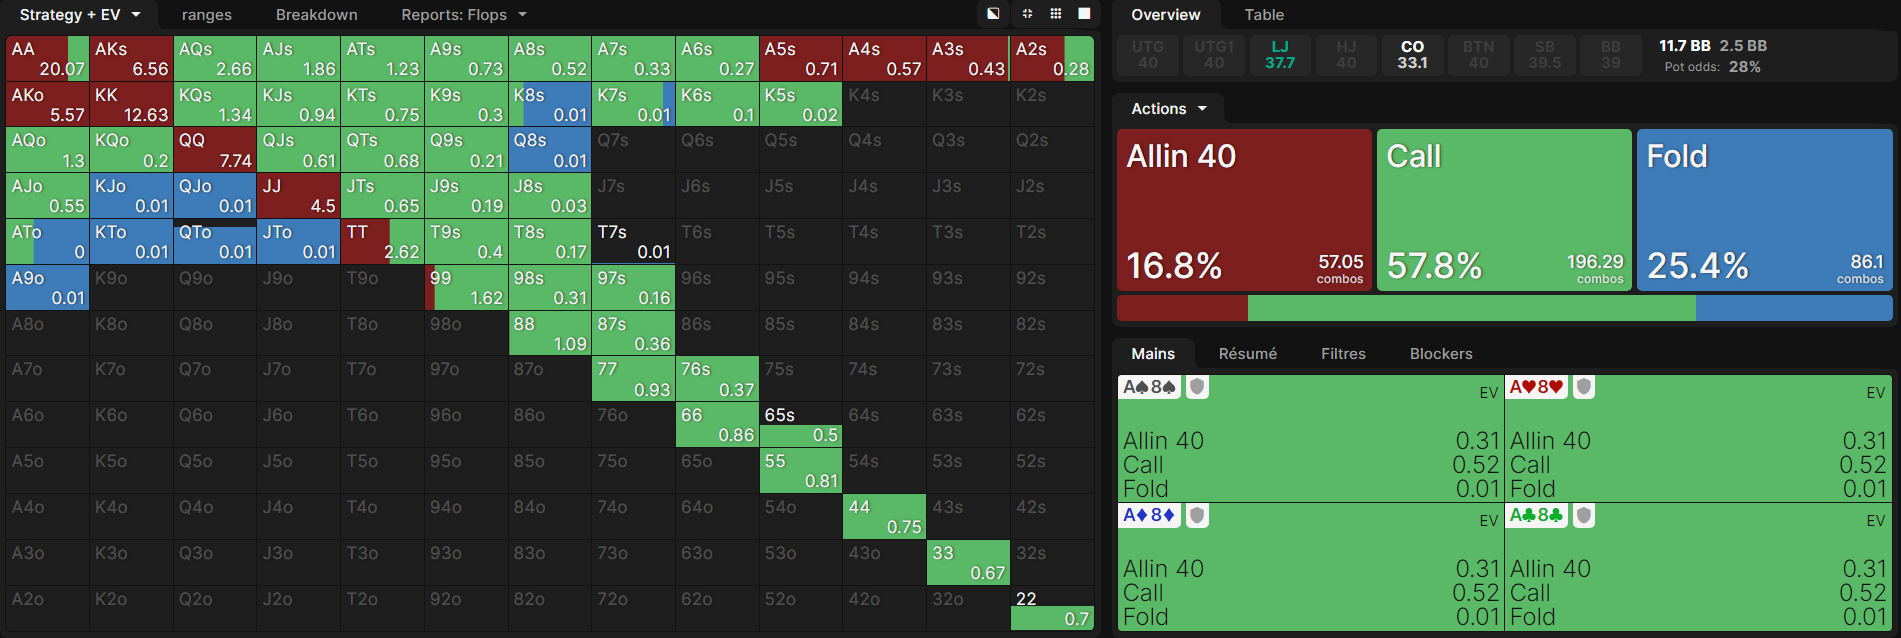 Strategy + EV ranges Breakdown Reports: Flops
AA 20.07 AKs 6.56 AQs 2.66 AJs 1.86 ATs 1.23 A9s 0.73 A8s 0.52 A7s 0.33 A6s 0.27 A5s 0.71 A4s 0.57 A3s 0.43 A2s 0.28
AKo 5.57 KK 12.63 KQs 1.34 KJs 0.94 KTs 0.75 K9s 0.3 K8s 0.01 K7s 0.01 K6s 0.1 K5s 0.02 K4s K3s K2s
AQo 1.3 KQo 0.2 QQ 7.74 QJs 0.61 QTs 0.68 Q9s 0.21 Q8s 0.01 Q7s Q6s Q5s Q4s Q3s Q2s
AJo 0.55 KJo 0.01 QJo 0.01 JJ 4.5 JTs 0.65 J9s 0.19 J8s 0.03 J7s J6s J5s J4s J3s J2s
ATo 0 KTo 0.01 QTo 0.01 JTo 0.01 TT 2.62 T9s 0.4 T8s 0.17 T7s 0.01 T6s T5s T4s T3s T2s
A9o 0.01 K9o Q9o J9o T9o 99 1.62 98s 0.31 97s 0.16 96s 95s 94s 93s 92s
A8o K8o Q8o J8o T8o 98o 88 1.09 87s 0.36 86s 85s 84s 83s 82s
A7o K7o Q7o J7o T7o 97o 87o 77 0.93 76s 0.37 75s 74s 73s 72s
A6o K6o Q6o J6o T6o 96o 86o 76o 66 0.86 65s 0.5 64s 63s 62s
A5o K5o Q5o J5o T5o 95o 85o 75o 65o 55 0.81 54s 53s 52s
A4o K4o Q4o J4o T4o 94o 84o 74o 64o 54o 44 0.75 43s 42s
A3o K3o Q3o J3o T3o 93o 83o 73o 63o 53o 43o 33 0.67 32s
A2o K2o Q2o J2o T2o 92o 82o 72o 62o 52o 42o 32o 22 0.7
Overview Table
UTG UTG1 LJ HJ CO BTN SB BB 11.7 BB 2.5 BB
40 40 37.7 40 33.1 40 39.5 39 Pot odds: 28%
Actions
Allin 40 Call Fold
16.8% 57.05 combos 57.8% 196.29 combos 25.4% 86.1 combos
Mains Résumé Filtres Blockers
A♠8♠ EV A♥8♥ EV
Allin 40 0.31 Allin 40 0.31
Call 0.52 Call 0.52
Fold 0.01 Fold 0.01
A♦8♦ EV A♣8♣ EV
Allin 40 0.31 Allin 40 0.31
Call 0.52 Call 0.52
Fold 0.01 Fold 0.01